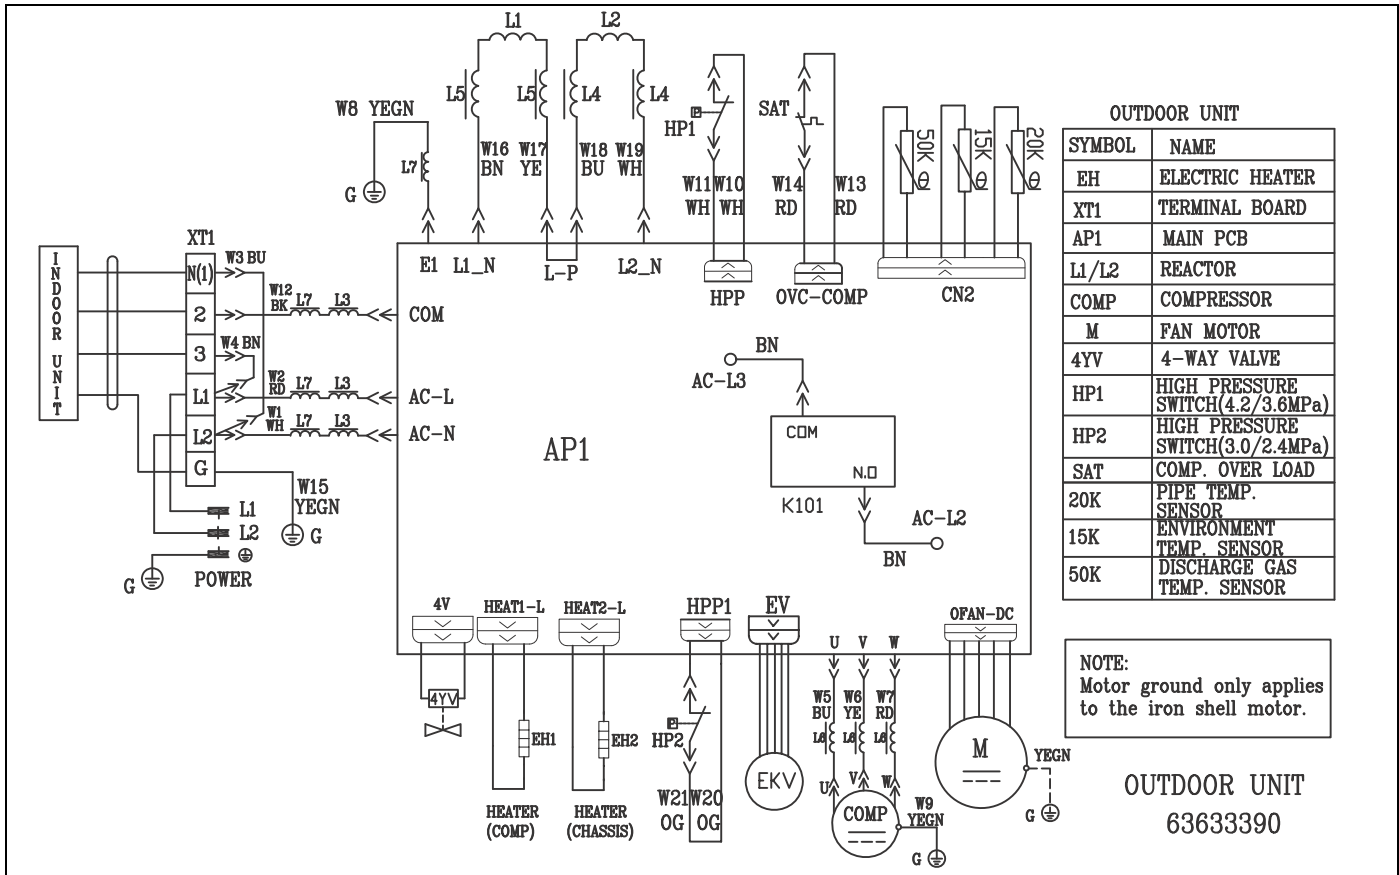 L1
L2
L5
L5
L4
L4
W8 YEGN
L7
G
W16
BN
W17
YE
W18
BU
W19
WH
P
HP1
W11
WH
W10
WH
SAT
W14
RD
W13
RD
50K
θ
15K
θ
20K
θ
E1
L1_N
L-P
L2_N
HPP
OVC-COMP
CN2
INDOOR UNIT
XT1
N(1)
2
3
L1
L2
G
W3 BU
W12
BK
L7
L3
COM
W4 BN
W2
RD
L7
L3
AC-L
W1
WH
L7
L3
AC-N
W15
YEGN
G
L1
L2
G
POWER
AP1
BN
AC-L3
COM
N.O
K101
AC-L2
BN
4V
HEAT1-L
HEAT2-L
HPP1
EV
U
V
W
OFAN-DC
4YV
EH1
EH2
HEATER
(COMP)
HEATER
(CHASSIS)
P
HP2
W21
OG
W20
OG
EKV
W5
BU
W6
YE
W7
RD
L6
L6
L6
U
V
W
COMP
W9
YEGN
G
M
YEGN
G
OUTDOOR UNIT
SYMBOL NAME
EH ELECTRIC HEATER
XT1 TERMINAL BOARD
AP1 MAIN PCB
L1/L2 REACTOR
COMP COMPRESSOR
M FAN MOTOR
4YV 4-WAY VALVE
HP1 HIGH PRESSURE
SWITCH(4.2/3.6MPa)
HP2 HIGH PRESSURE
SWITCH(3.0/2.4MPa)
SAT COMP. OVER LOAD
20K PIPE TEMP.
SENSOR
15K ENVIRONMENT
TEMP. SENSOR
50K DISCHARGE GAS
TEMP. SENSOR
NOTE:
Motor ground only applies
to the iron shell motor.
OUTDOOR UNIT
63633390